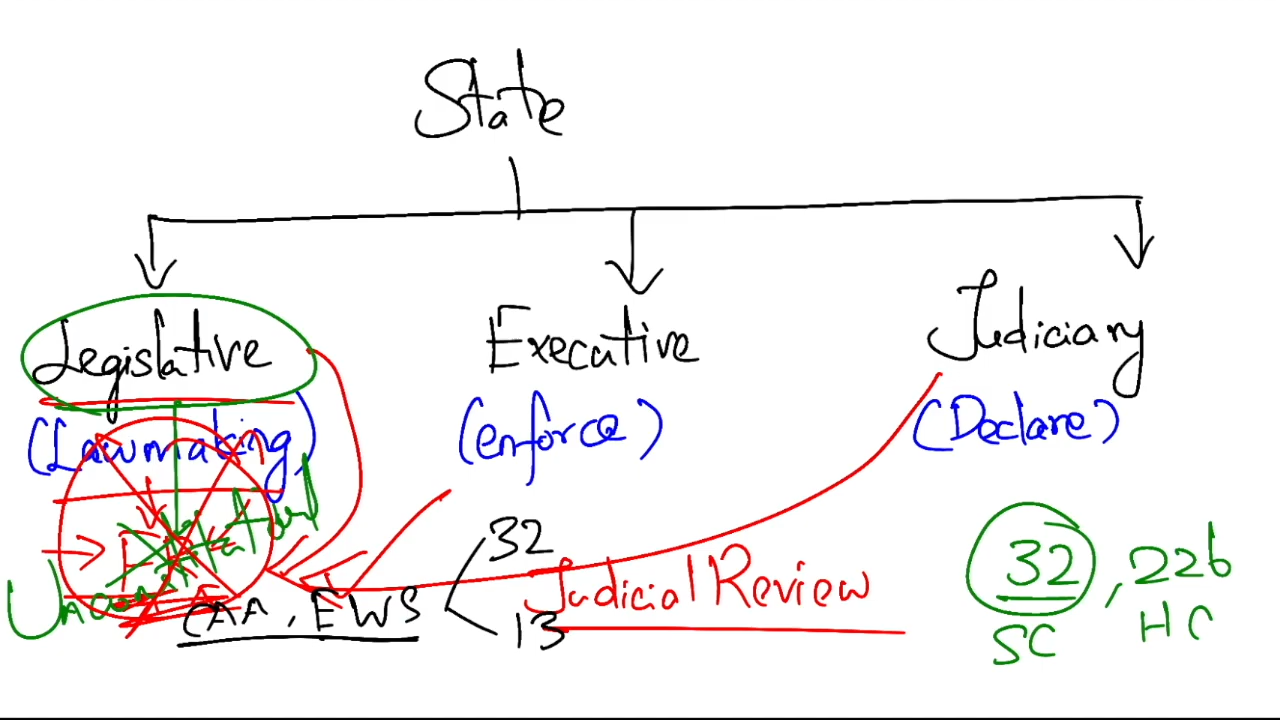 State
Legislative Executive Judiciary
(Lawmaking) (enforce) (Declare)
32
Judicial Review
32, 226
CAA, EWS
13
SC HC